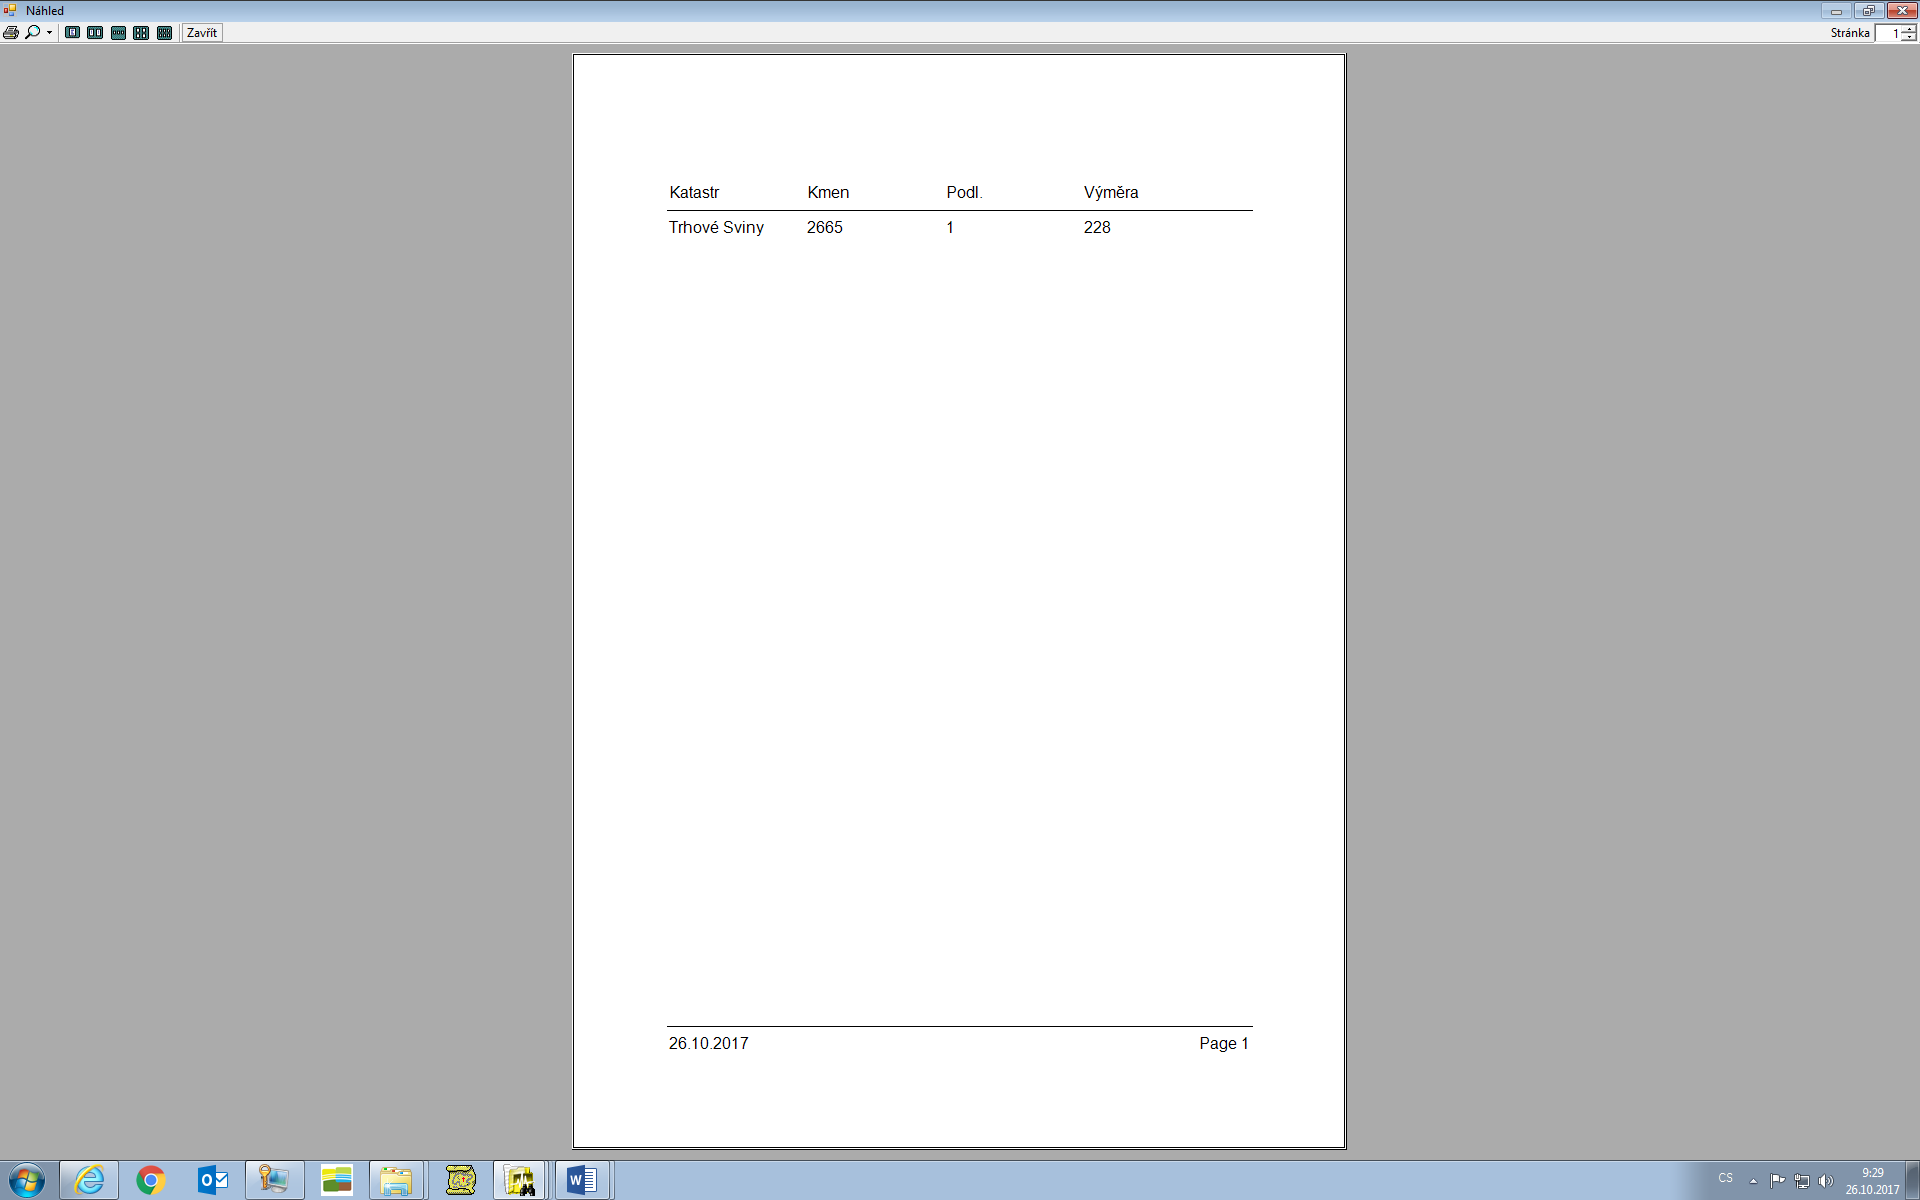 Náhled
Zavřít
Stránka 1
Katastr Kmen Podl. Výměra
Trhové Sviny 2665 1 228
26.10.2017 Page 1
CS 9:29
26.10.2017